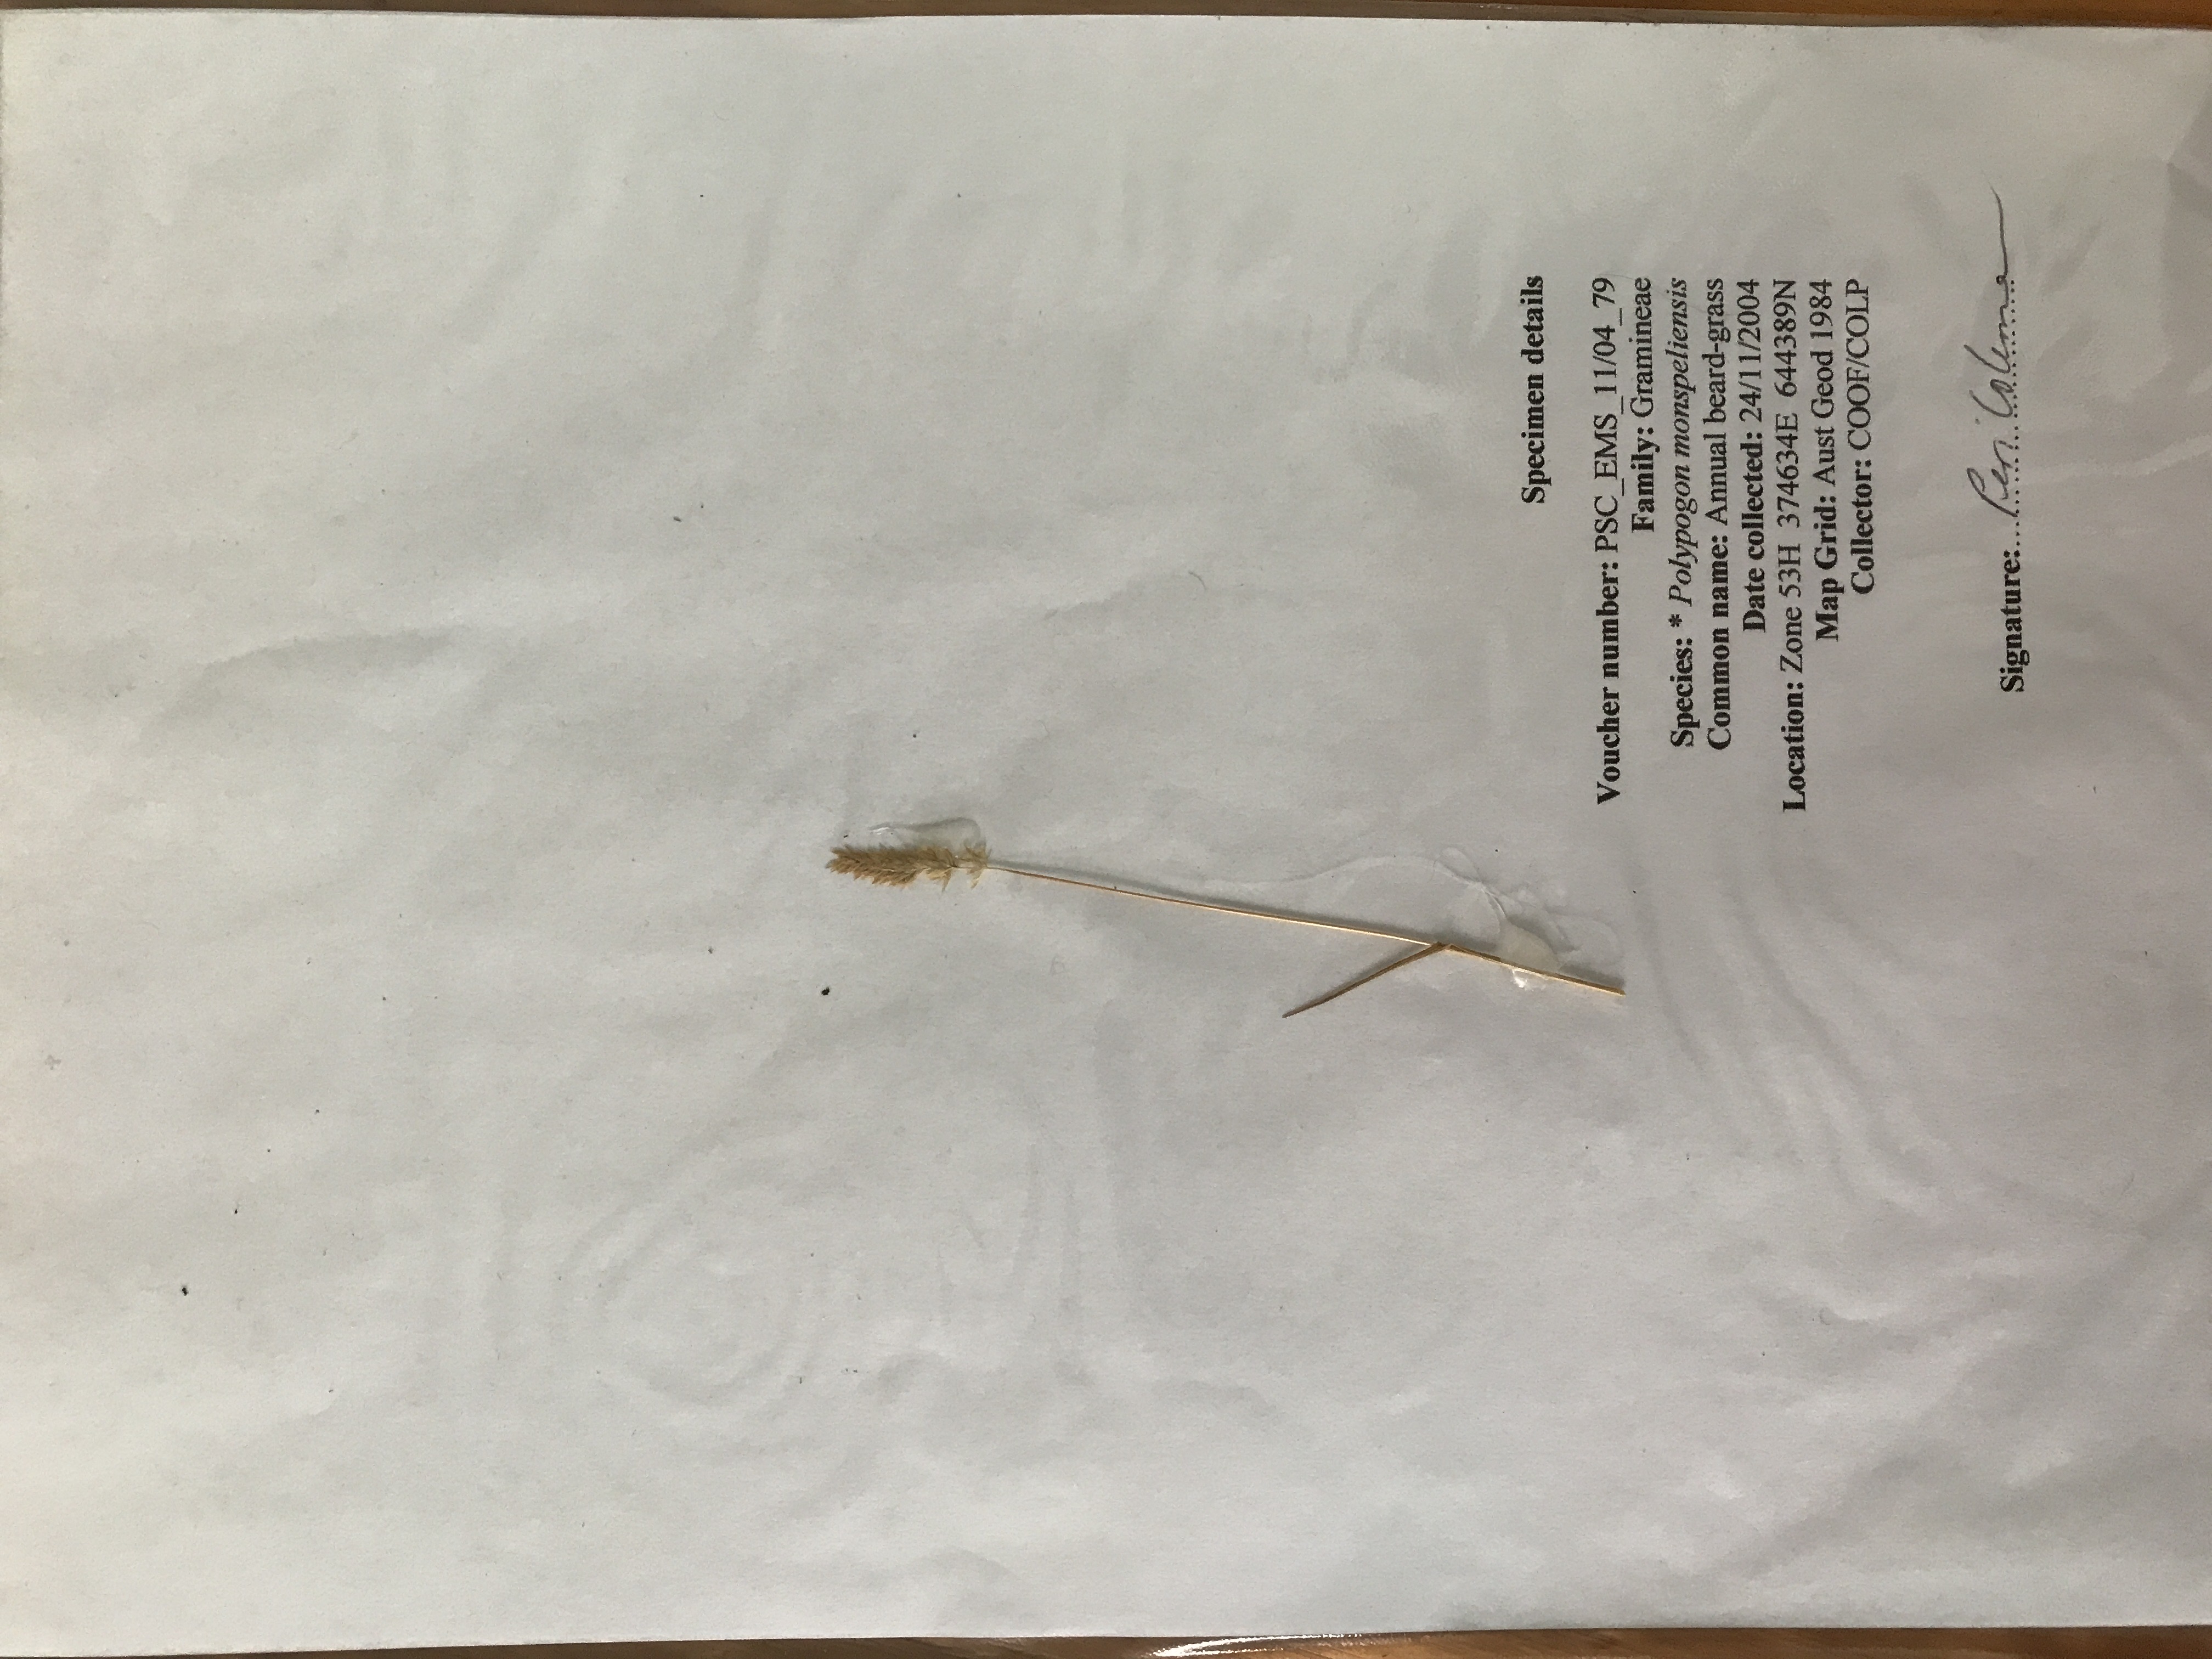 Specimen details
Voucher number: PSC_EMS_11/04_79
Family: Gramineae
Species: * Polypogon monspeliensis
Common name: Annual beard-grass
Date collected: 24/11/2004
Location: Zone 53H 374634E 644389N
Map Grid: Aust Geod 1984
Collector: COOF/COLP
Signature: Peri Coleman